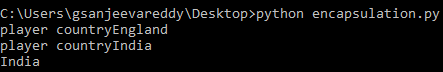 C:\Users\gsanjeevareddy\Desktop>python encapsulation.py
player countryEngland
player countryIndia
India